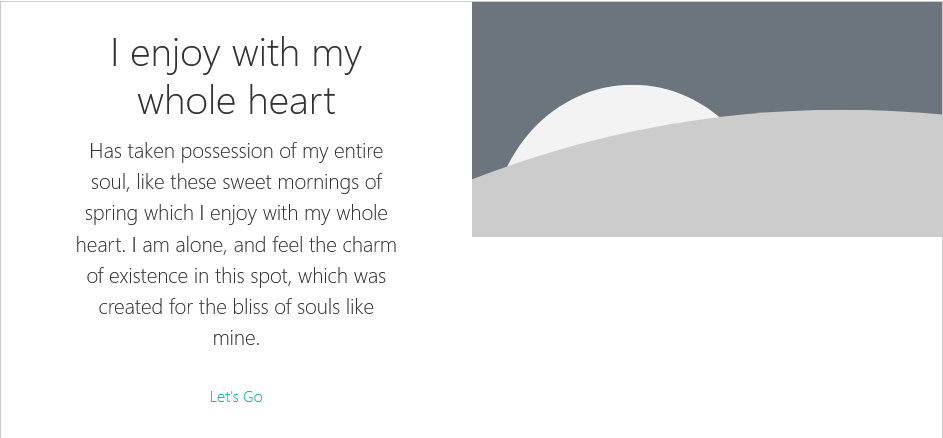 I enjoy with my
whole heart
Has taken possession of my entire
soul, like these sweet mornings of
spring which I enjoy with my whole
heart. I am alone, and feel the charm
of existence in this spot, which was
created for the bliss of souls like
mine.
Let's Go